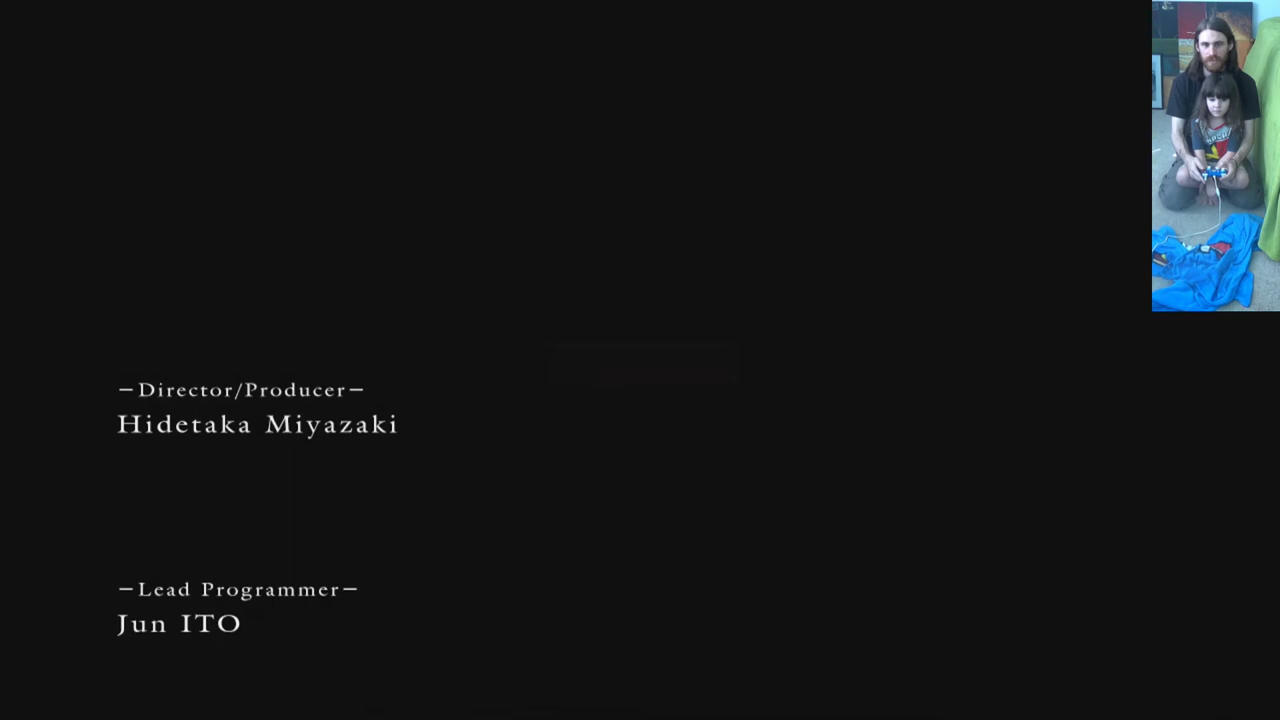 –Director/Producer–
Hidetaka Miyazaki
–Lead Programmer–
Jun ITO